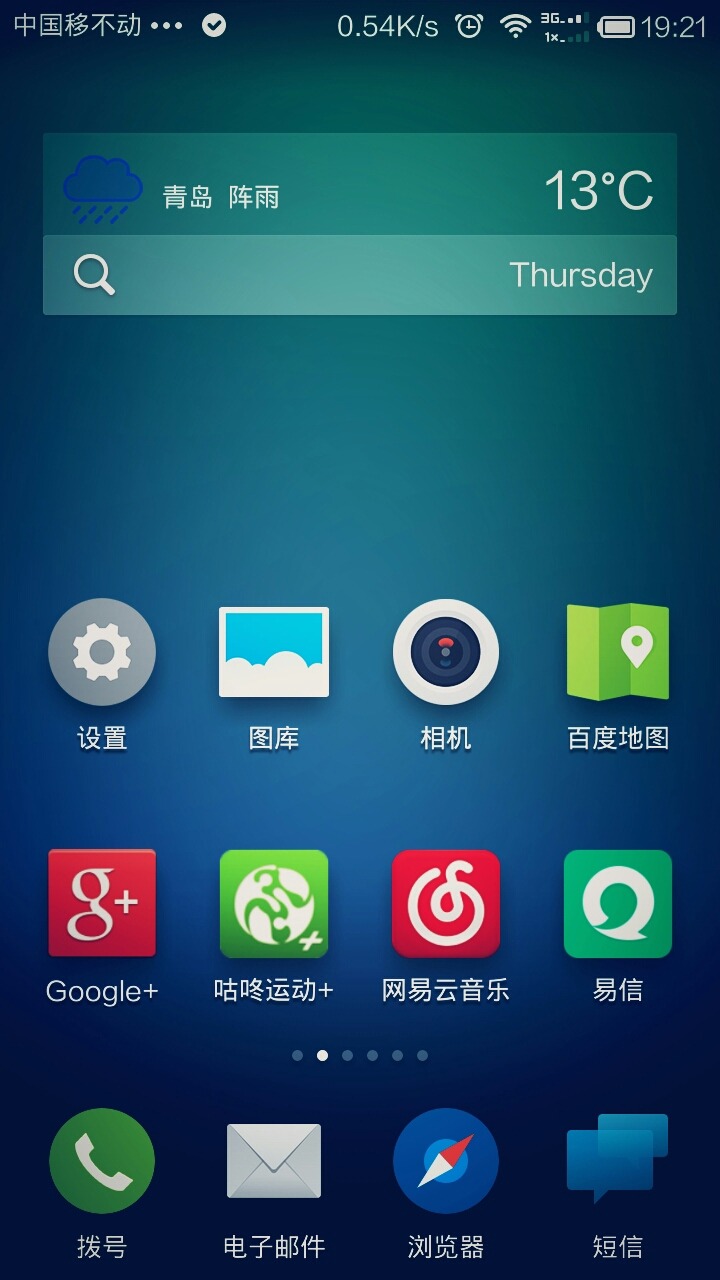 中国移不动 ••• 0.54K/s 3G 1x 19:21
青岛 阵雨 13°C
Thursday
设置 图库 相机 百度地图
g+
Google+ 咕咚运动+ 网易云音乐 易信
拨号 电子邮件 浏览器 短信